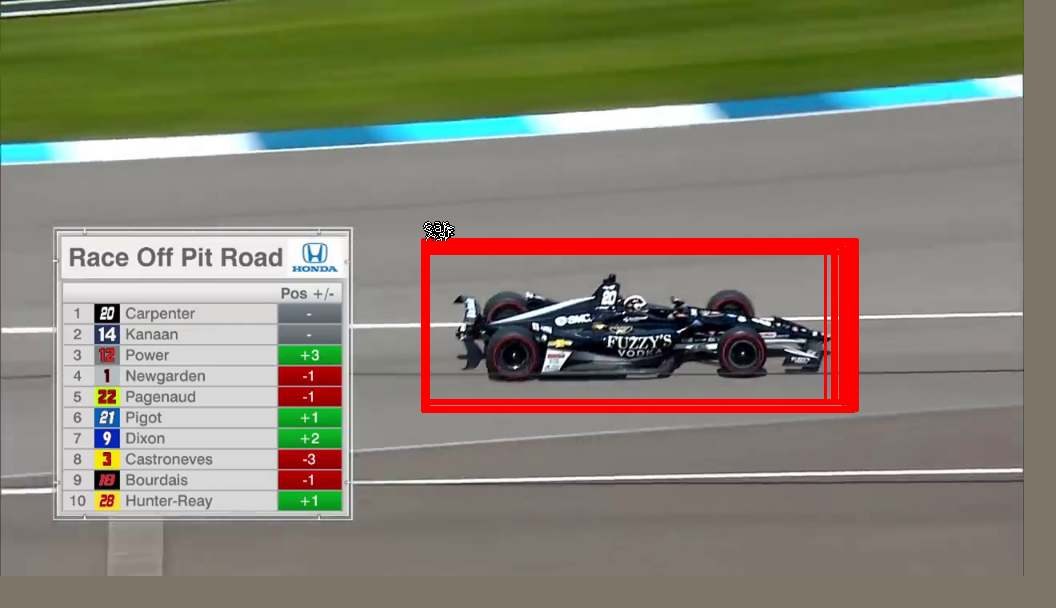 Race Off Pit Road
HONDA
Pos +/-
1 20 Carpenter -
2 14 Kanaan -
3 12 Power +3
4 1 Newgarden -1
5 22 Pagenaud -1
6 21 Pigot +1
7 9 Dixon +2
8 3 Castroneves -3
9 18 Bourdais -1
10 28 Hunter-Reay +1
20
SMC
FUZZY'S
VODKA
FUZZY'S